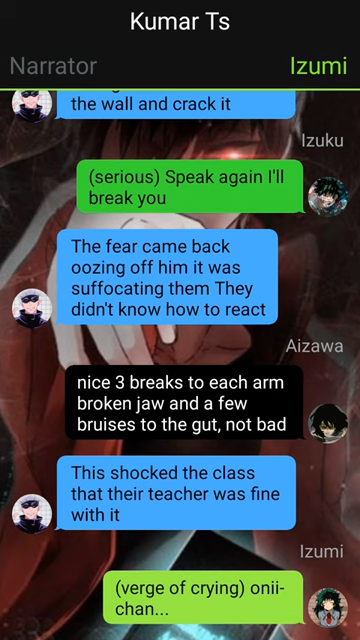 Kumar Ts
Narrator Izumi
the wall and crack it
Izuku
(serious) Speak again I'll
break you
The fear came back
oozing off him it was
suffocating them They
didn't know how to react
Aizawa
nice 3 breaks to each arm
broken jaw and a few
bruises to the gut, not bad
This shocked the class
that their teacher was fine
with it
Izumi
(verge of crying) onii-
chan...